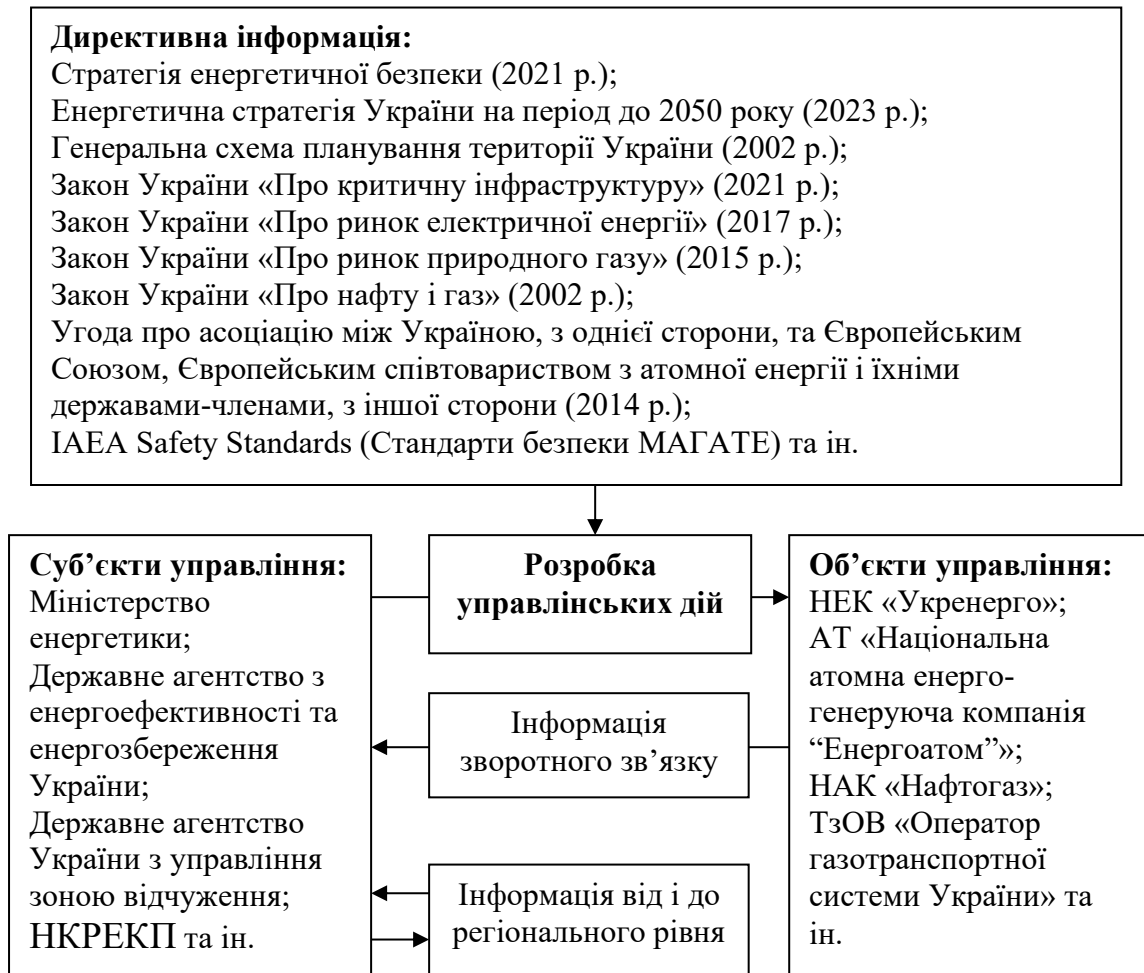 Директивна інформація:
Стратегія енергетичної безпеки (2021 р.);
Енергетична стратегія України на період до 2050 року (2023 р.);
Генеральна схема планування території України (2002 р.);
Закон України «Про критичну інфраструктуру» (2021 р.);
Закон України «Про ринок електричної енергії» (2017 р.);
Закон України «Про ринок природного газу» (2015 р.);
Закон України «Про нафту і газ» (2002 р.);
Угода про асоціацію між Україною, з однієї сторони, та Європейським
Союзом, Європейським співтовариством з атомної енергії і їхніми
державами-членами, з іншої сторони (2014 р.);
IAEA Safety Standards (Стандарти безпеки МАГАТЕ) та ін.
Суб’єкти управління:
Міністерство
енергетики;
Державне агентство з
енергоефективності та
енергозбереження
України;
Державне агентство
України з управління
зоною відчуження;
НКРЕКП та ін.
Розробка
управлінських дій
Інформація
зворотного зв’язку
Інформація від і до
регіонального рівня
Об’єкти управління:
НЕК «Укренерго»;
АТ «Національна
атомна енерго-
генеруюча компанія
“Енергоатом”»;
НАК «Нафтогаз»;
ТзОВ «Оператор
газотранспортної
системи України» та
ін.